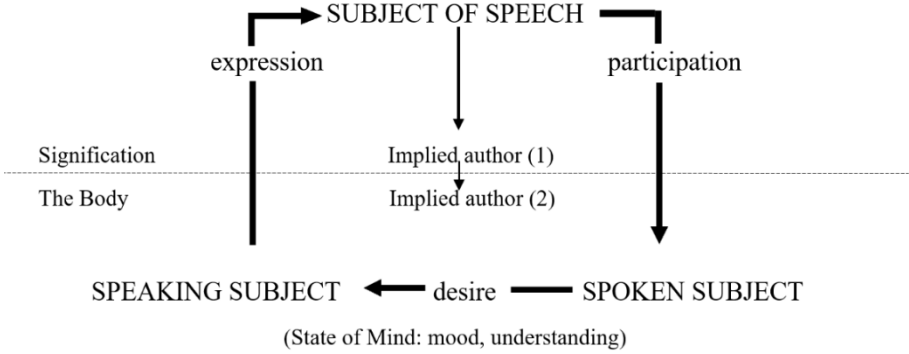 SUBJECT OF SPEECH
expression
participation
Signification
Implied author (1)
The Body
Implied author (2)
SPEAKING SUBJECT
desire
SPOKEN SUBJECT
(State of Mind: mood, understanding)